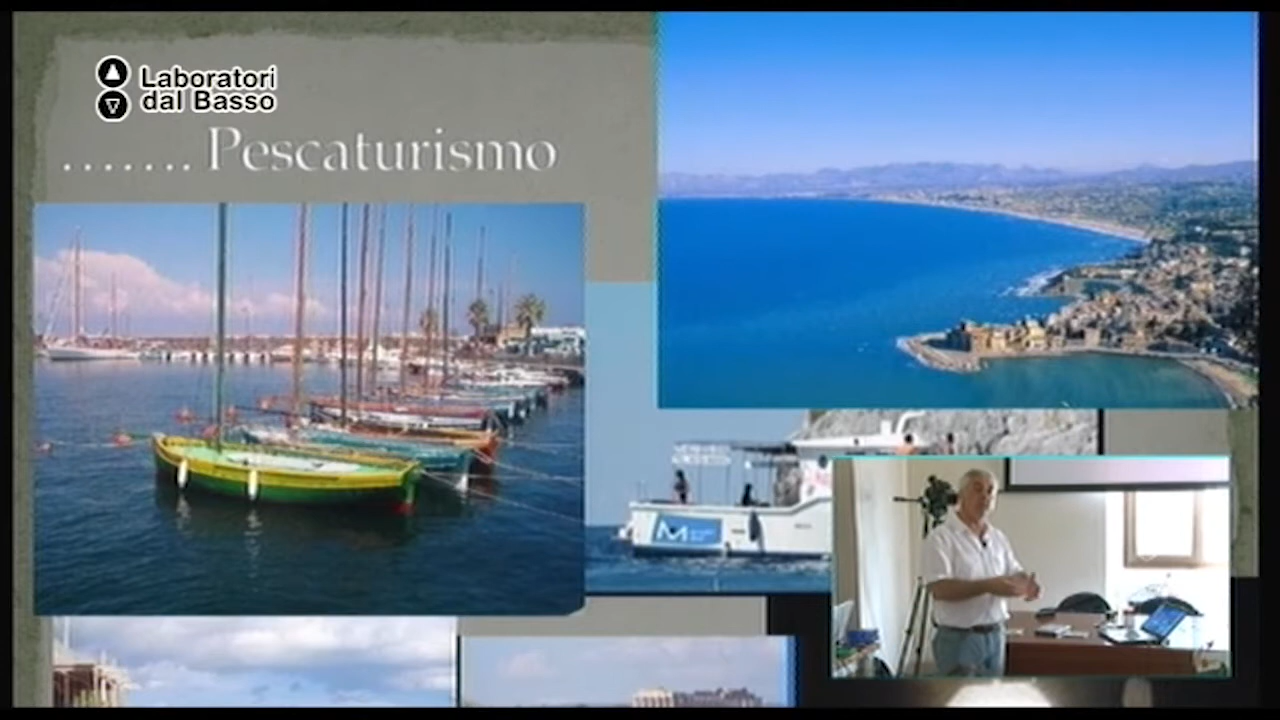 Laboratori
dal Basso
....... Pescaturismo
M